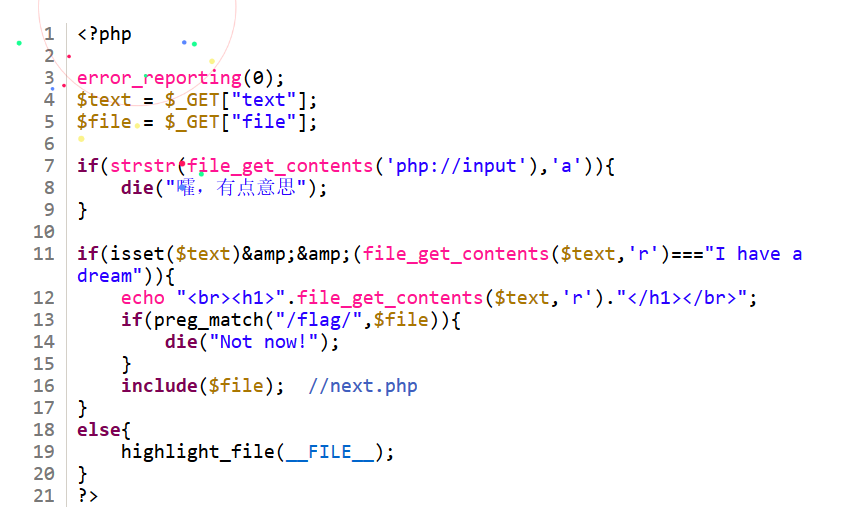 1 <?php
2
3 error_reporting(0);
4 $text = $_GET["text"];
5 $file = $_GET["file"];
6
7 if(strstr(file_get_contents('php://input'),'a')){
8     die("嚯，有点意思");
9 }
10
11 if(isset($text)&amp;&amp;(file_get_contents($text,'r')==="I have a
dream")){
12     echo "<br><h1>".file_get_contents($text,'r')."</h1></br>";
13     if(preg_match("/flag/",$file)){
14         die("Not now!");
15     }
16     include($file);  //next.php
17 }
18 else{
19     highlight_file(__FILE__);
20 }
21 ?>